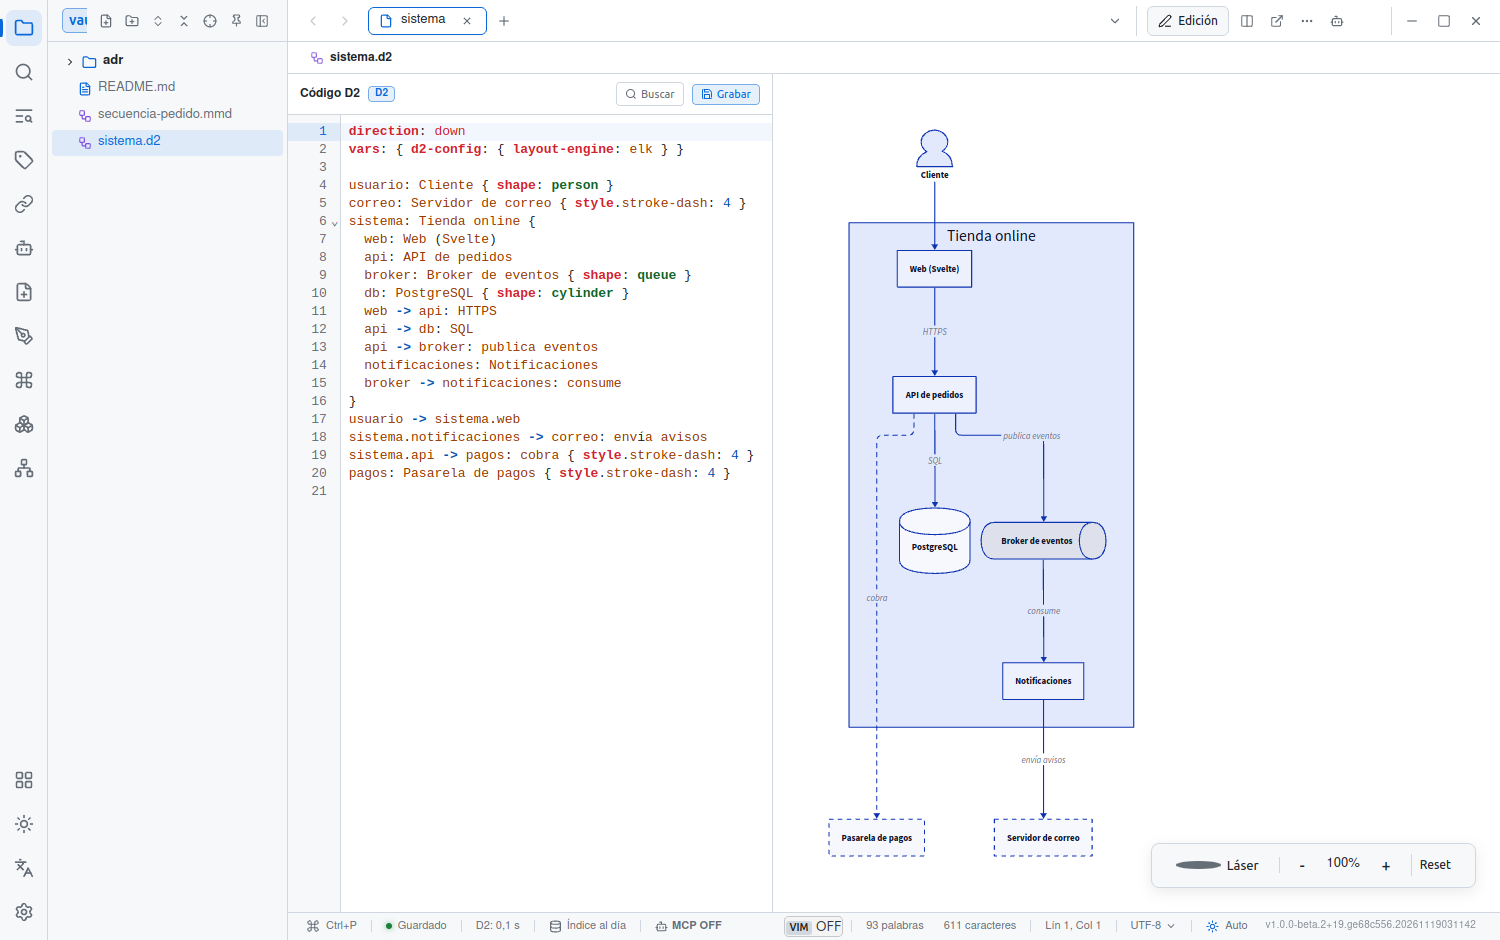 sistema
Edición
adr
README.md
secuencia-pedido.mmd
sistema.d2
sistema.d2
Código D2 D2 Buscar Grabar
1 direction: down
2 vars: { d2-config: { layout-engine: elk } }
3
4 usuario: Cliente { shape: person }
5 correo: Servidor de correo { style.stroke-dash: 4 }
6 sistema: Tienda online {
7 web: Web (Svelte)
8 api: API de pedidos
9 broker: Broker de eventos { shape: queue }
10 db: PostgreSQL { shape: cylinder }
11 web -> api: HTTPS
12 api -> db: SQL
13 api -> broker: publica eventos
14 notificaciones: Notificaciones
15 broker -> notificaciones: consume
16 }
17 usuario -> sistema.web
18 sistema.notificaciones -> correo: envía avisos
19 sistema.api -> pagos: cobra { style.stroke-dash: 4 }
20 pagos: Pasarela de pagos { style.stroke-dash: 4 }
21
Cliente
Tienda online
Web (Svelte)
HTTPS
API de pedidos
publica eventos
SQL
PostgreSQL
Broker de eventos
cobra
consume
Notificaciones
envía avisos
Pasarela de pagos
Servidor de correo
Láser - 100% + Reset
Ctrl+P Guardado D2: 0,1 s Índice al día MCP OFF VIM OFF 93 palabras 611 caracteres Lín 1, Col 1 UTF-8 Auto v1.0.0-beta.2+19.ge68c556.20261119031142